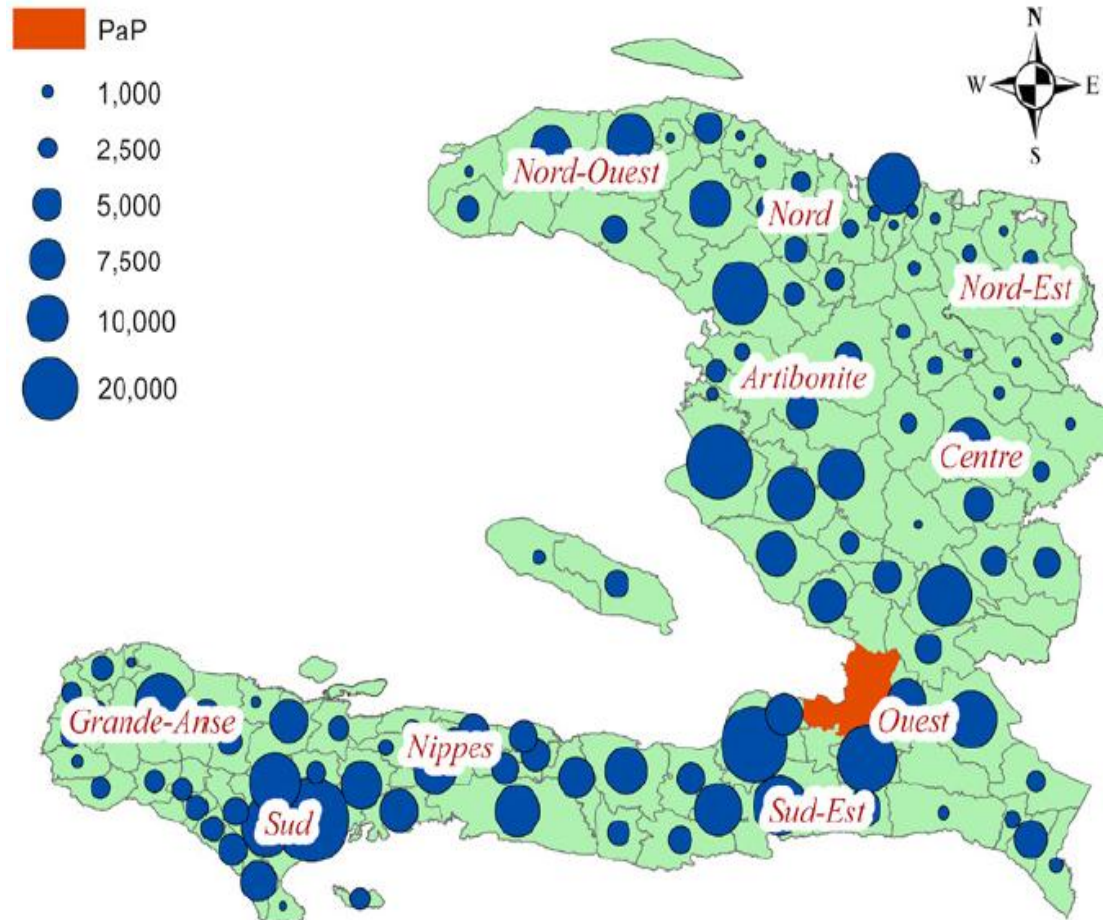 PaP
1,000
2,500
5,000
7,500
10,000
20,000
N
W E
S
Nord-Ouest
Nord
Nord-Est
Artibonite
Centre
Grande-Anse
Nippes
Ouest
Sud
Sud-Est